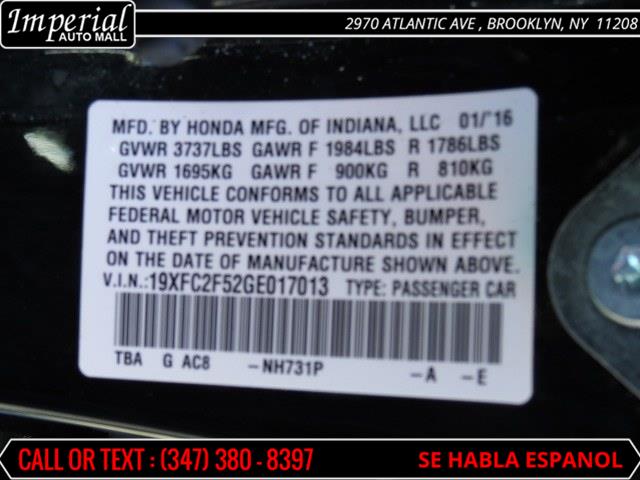 Imperial
AUTO MALL
2970 ATLANTIC AVE , BROOKLYN, NY 11208
MFD. BY HONDA MFG. OF INDIANA, LLC 01/'16
GVWR 3737LBS GAWR F 1984LBS R 1786LBS
GVWR 1695KG GAWR F 900KG R 810KG
THIS VEHICLE CONFORMS TO ALL APPLICABLE
FEDERAL MOTOR VEHICLE SAFETY, BUMPER,
AND THEFT PREVENTION STANDARDS IN EFFECT
ON THE DATE OF MANUFACTURE SHOWN ABOVE.
V.I.N.:19XFC2F52GE017013 TYPE: PASSENGER CAR
TBA G AC8 -NH731P -A -E
CALL OR TEXT : (347) 380 - 8397
SE HABLA ESPANOL